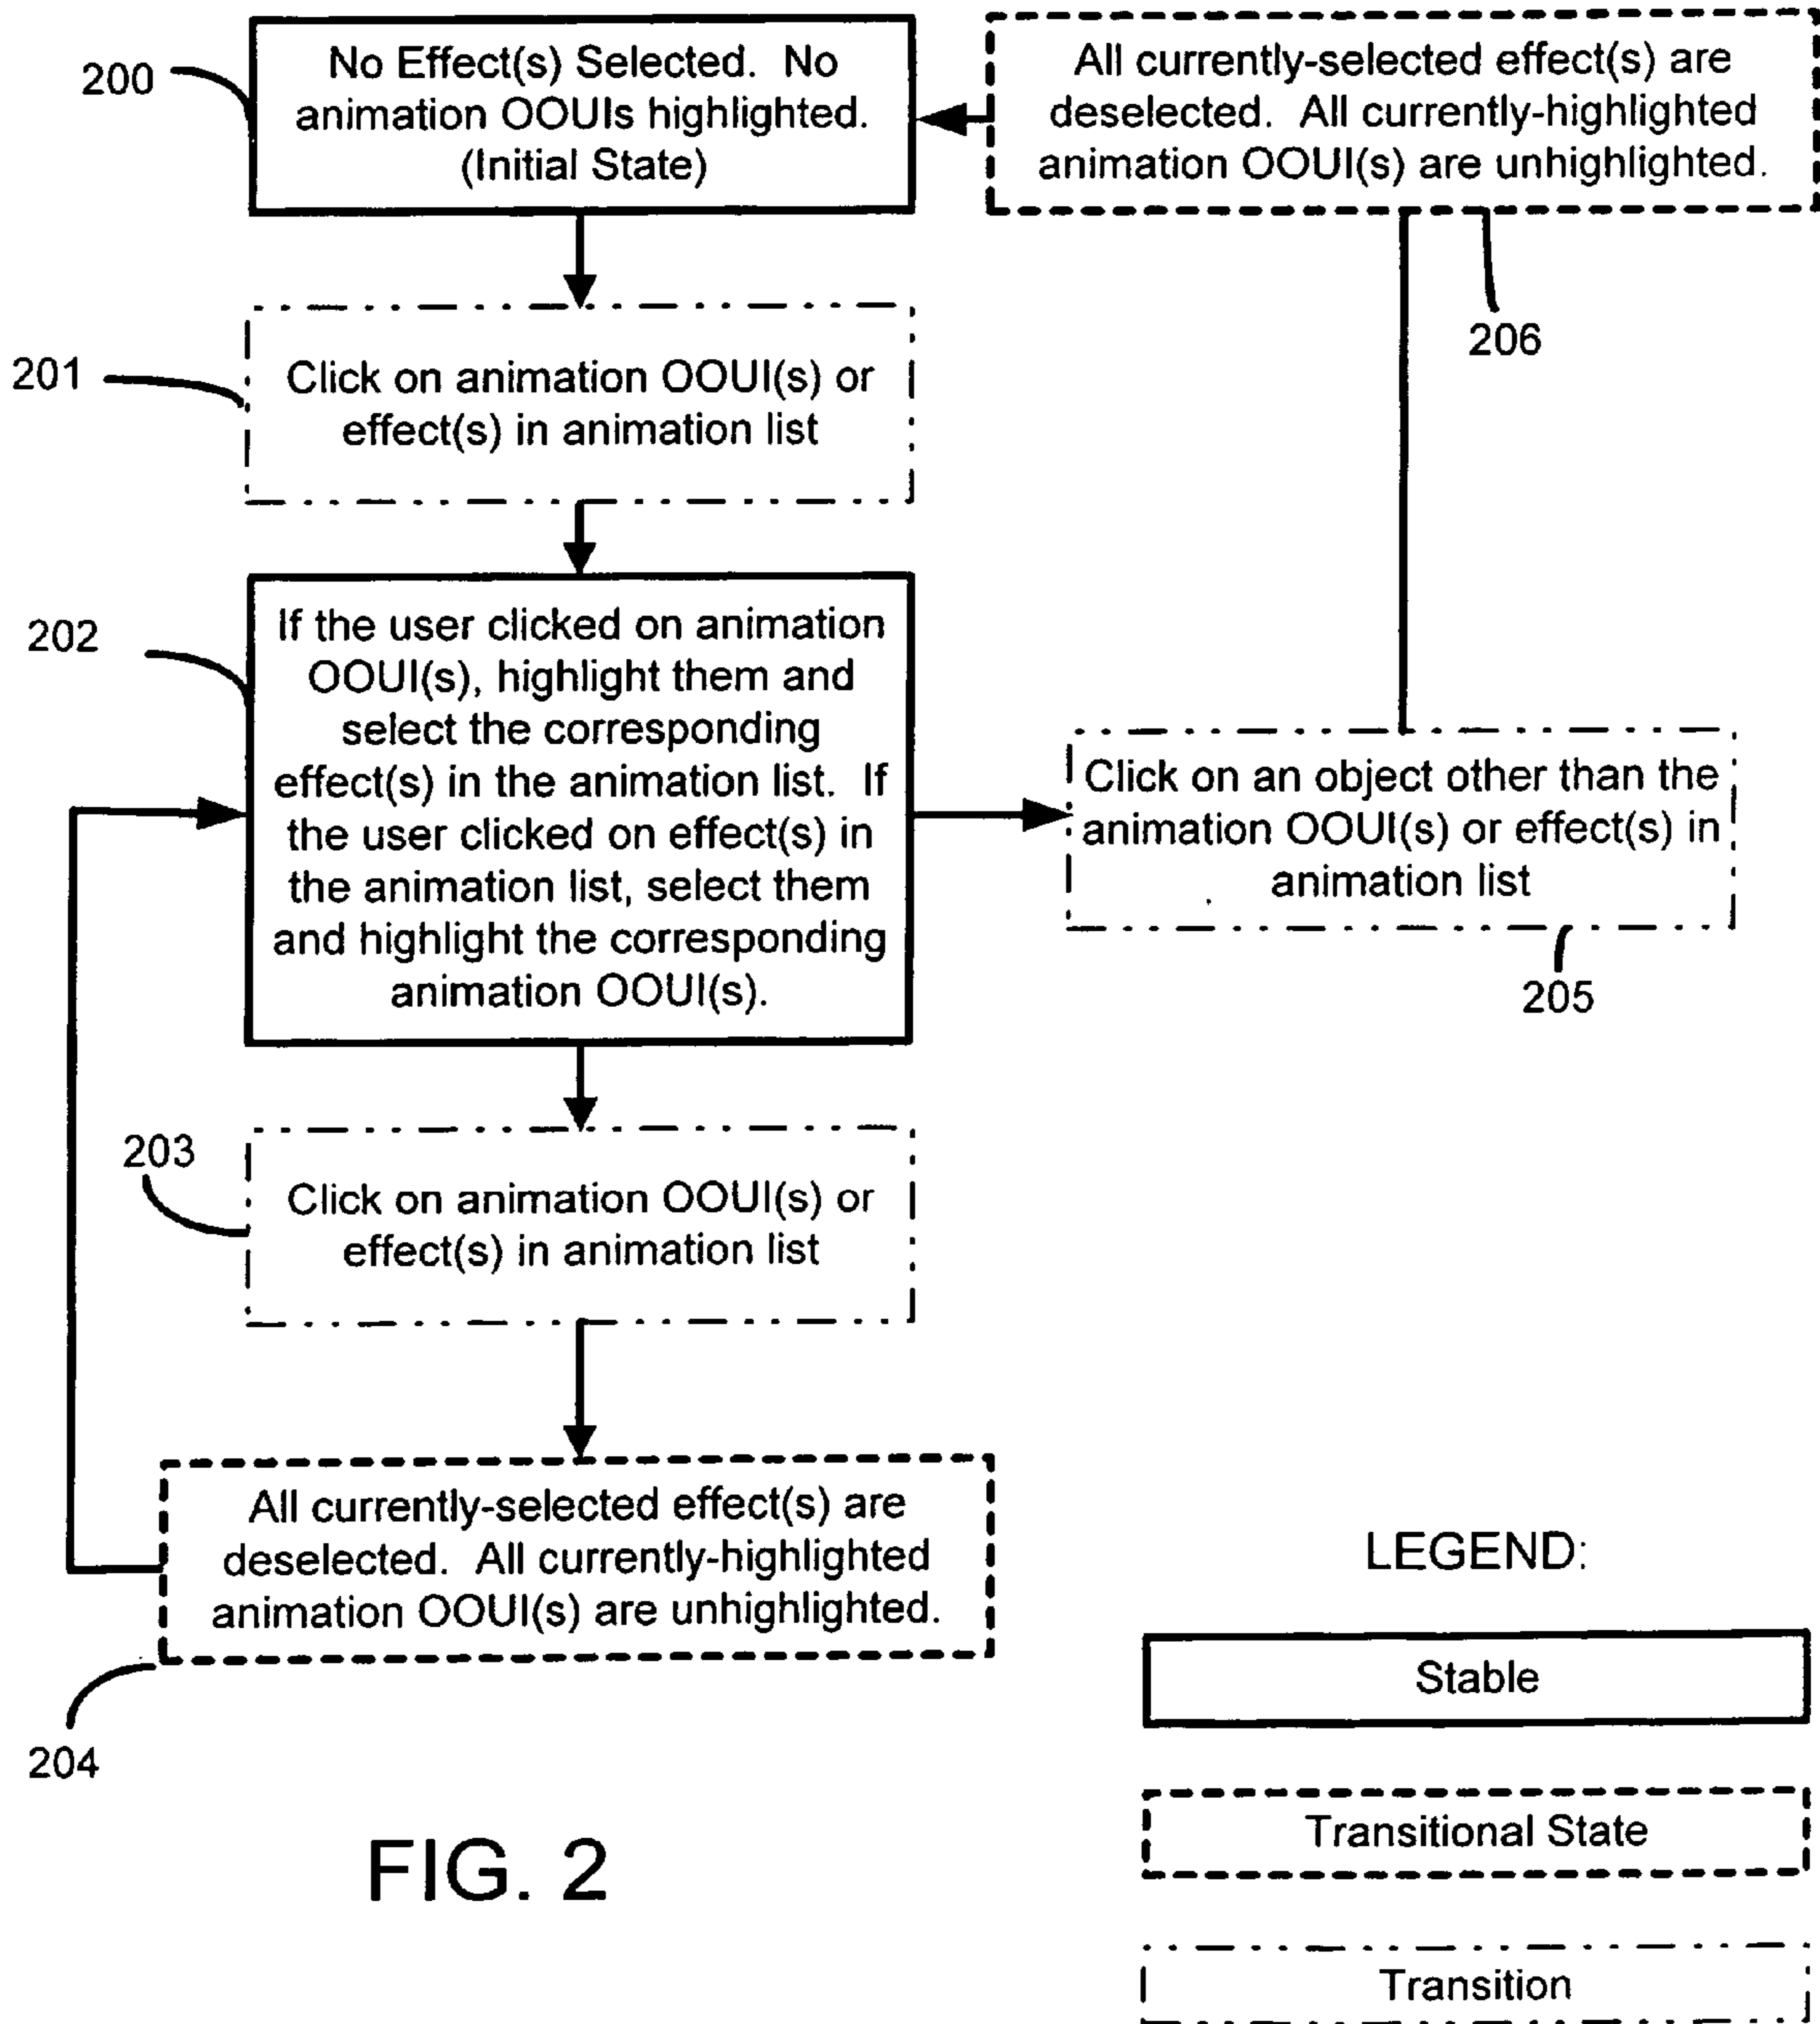 200
No Effect(s) Selected. No
animation OOUIs highlighted.
(Initial State)
All currently-selected effect(s) are
deselected. All currently-highlighted
animation OOUI(s) are unhighlighted.
206
201
Click on animation OOUI(s) or
effect(s) in animation list
202
If the user clicked on animation
OOUI(s), highlight them and
select the corresponding
effect(s) in the animation list. If
the user clicked on effect(s) in
the animation list, select them
and highlight the corresponding
animation OOUI(s).
Click on an object other than the
animation OOUI(s) or effect(s) in
animation list
205
203
Click on animation OOUI(s) or
effect(s) in animation list
All currently-selected effect(s) are
deselected. All currently-highlighted
animation OOUI(s) are unhighlighted.
204
LEGEND:
Stable
Transitional State
Transition
FIG. 2